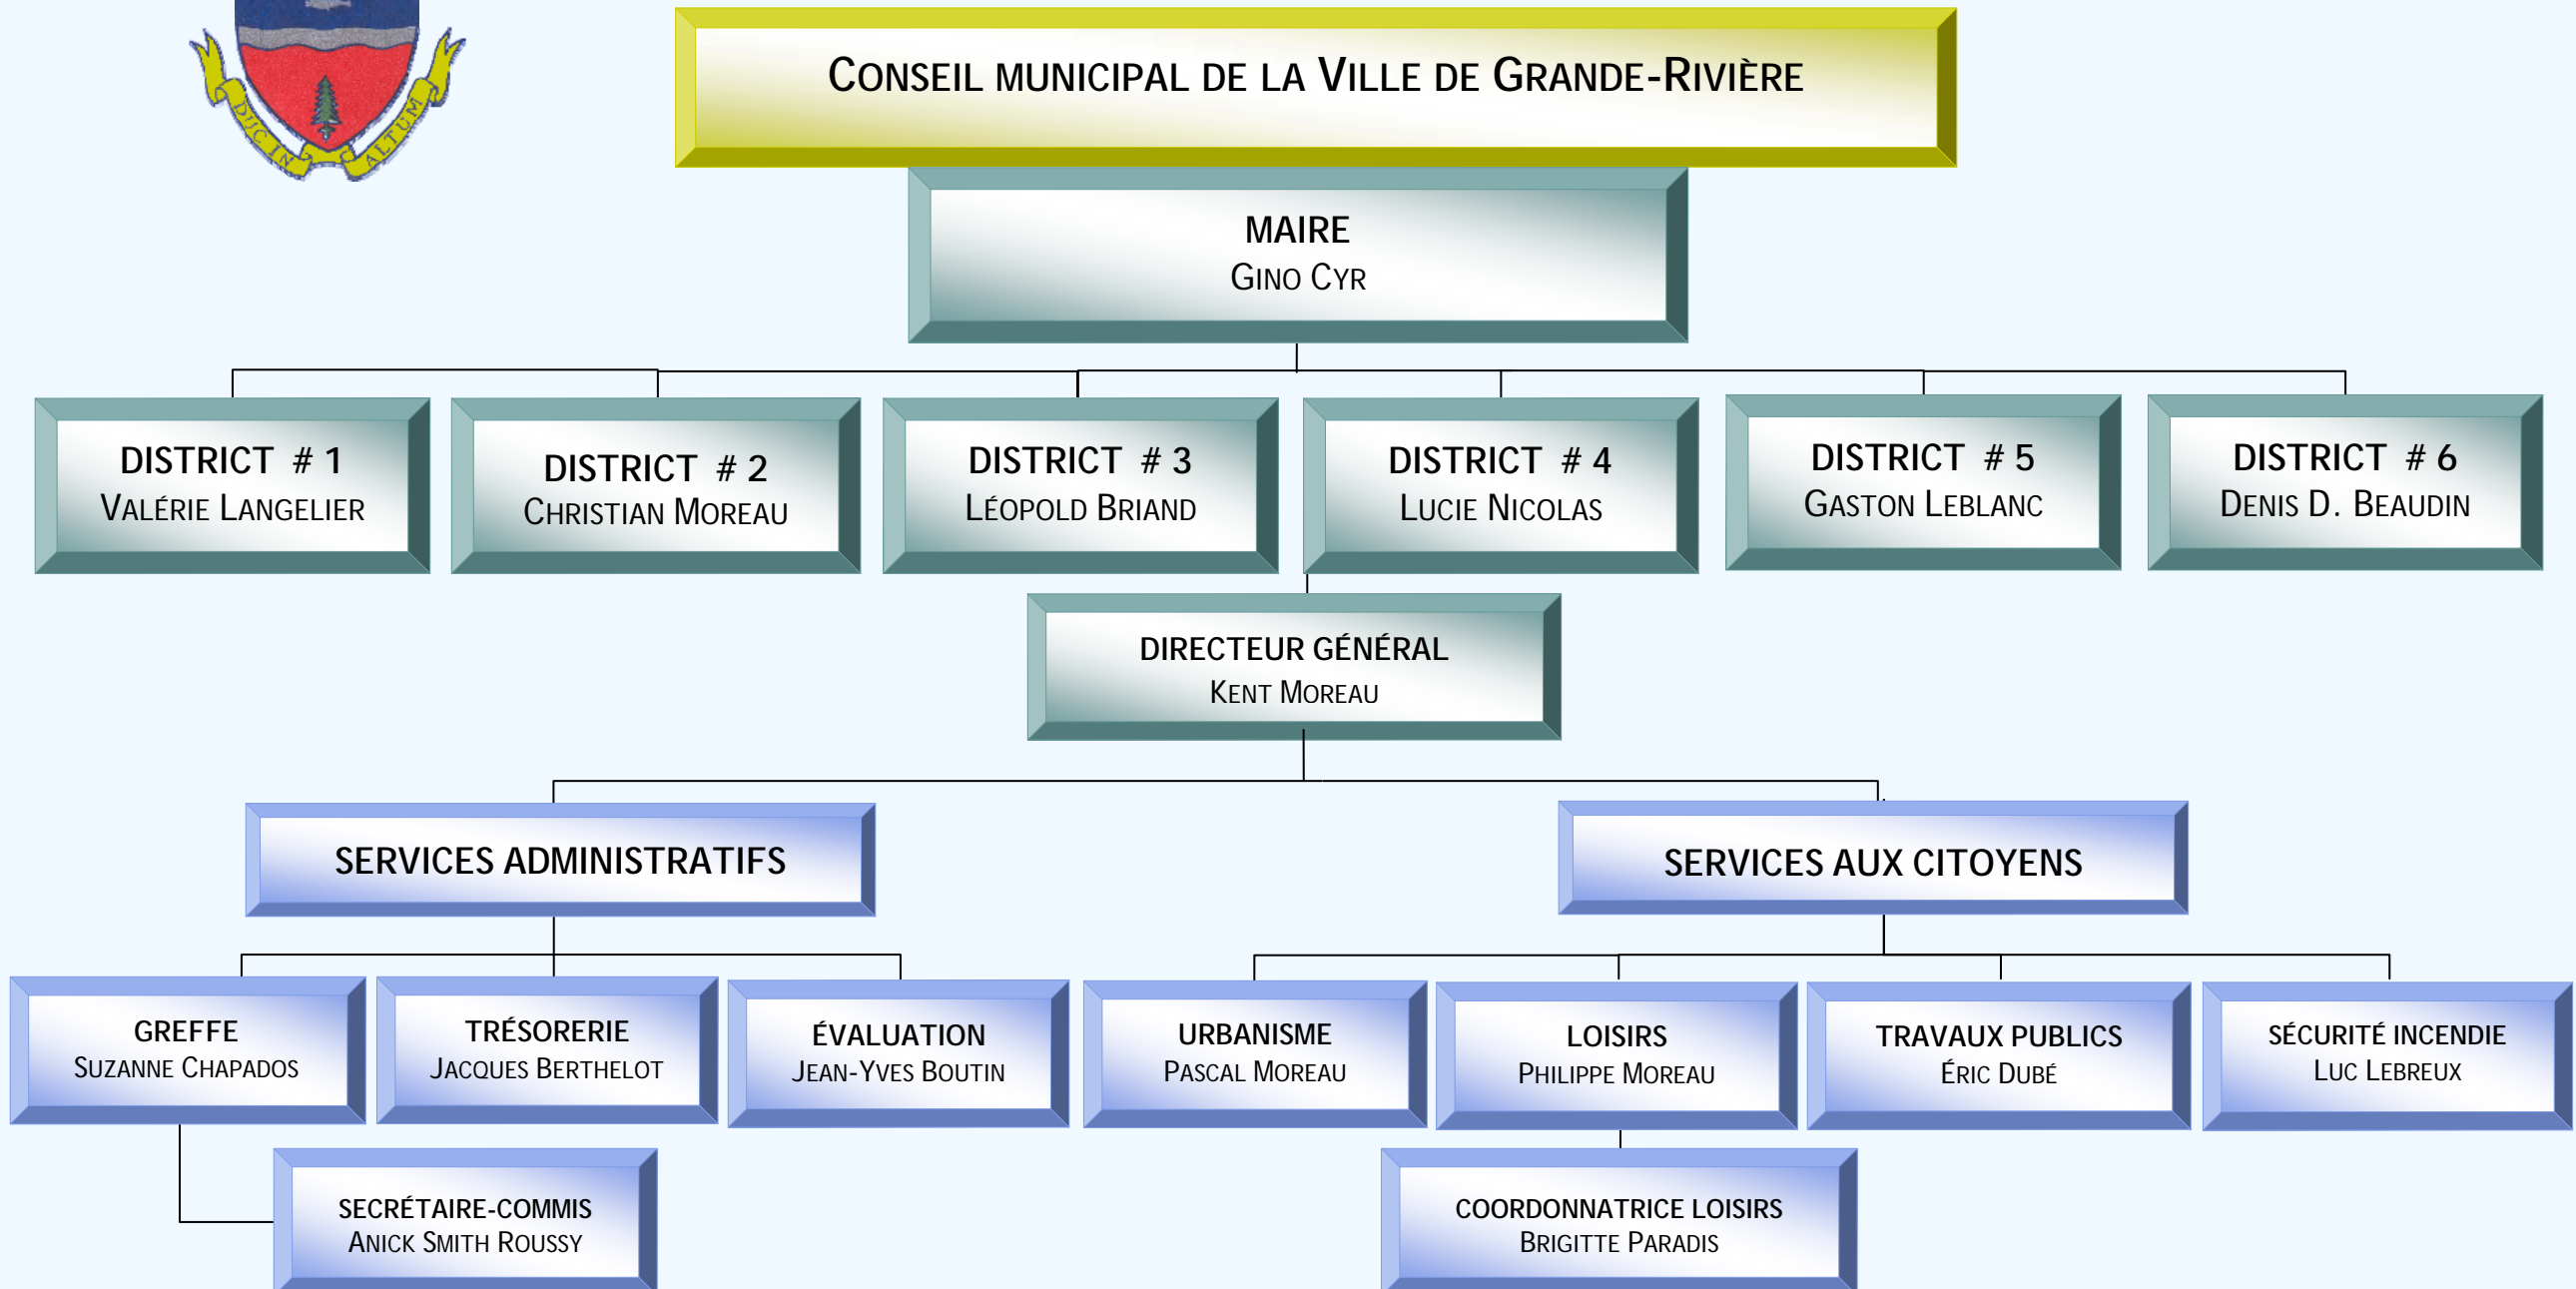 DUC IN ALTUM
CONSEIL MUNICIPAL DE LA VILLE DE GRANDE-RIVIÈRE
MAIRE
GINO CYR
DISTRICT # 1
VALÉRIE LANGELIER
DISTRICT # 2
CHRISTIAN MOREAU
DISTRICT # 3
LÉOPOLD BRIAND
DISTRICT # 4
LUCIE NICOLAS
DISTRICT # 5
GASTON LEBLANC
DISTRICT # 6
DENIS D. BEAUDIN
DIRECTEUR GÉNÉRAL
KENT MOREAU
SERVICES ADMINISTRATIFS
SERVICES AUX CITOYENS
GREFFE
SUZANNE CHAPADOS
TRÉSORERIE
JACQUES BERTHELOT
ÉVALUATION
JEAN-YVES BOUTIN
URBANISME
PASCAL MOREAU
LOISIRS
PHILIPPE MOREAU
TRAVAUX PUBLICS
ÉRIC DUBÉ
SÉCURITÉ INCENDIE
LUC LEBREUX
SECRÉTAIRE-COMMIS
ANICK SMITH ROUSSY
COORDONNATRICE LOISIRS
BRIGITTE PARADIS